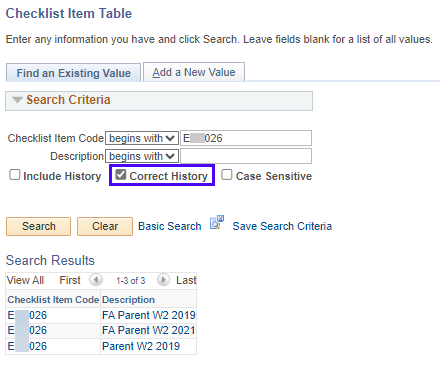 Checklist Item Table
Enter any information you have and click Search. Leave fields blank for a list of all values.
Find an Existing Value Add a New Value
Search Criteria
Checklist Item Code begins with E 026
Description begins with
Include History Correct History Case Sensitive
Search Clear Basic Search Save Search Criteria
Search Results
View All First 1-3 of 3 Last
Checklist Item Code Description
E 026 FA Parent W2 2019
E 026 FA Parent W2 2021
E 026 Parent W2 2019